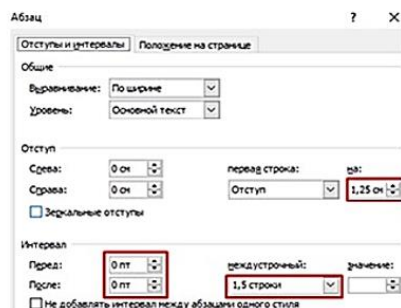 Абзац ? ×
Отступы и интервалы Положение на странице
Общие
Выравнивание: По ширине
Уровень: Основной текст
Отступ
Слева: 0 см первая строка: на:
Справа: 0 см Отступ 1,25 см
Зеркальные отступы
Интервал
Перед: 0 пт междустрочный: значение:
После: 0 пт 1,5 строки
Не добавлять интервал между абзацами одного стиля